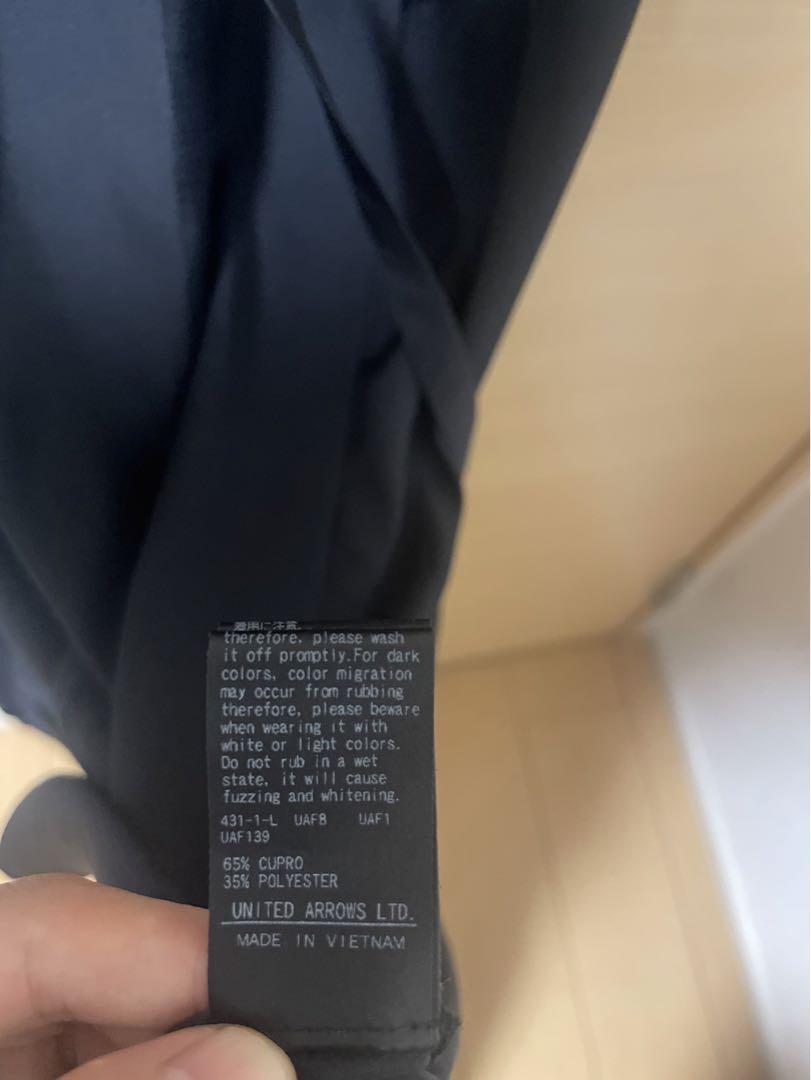 therefore. please wash
it off promptly.For dark
colors, color migration
may occur from rubbing
therefore, please beware
when wearing it with
white or light colors.
Do not rub in a wet
state, it will cause
fuzzing and whitening.
431-1-L UAF8 UAF1
UAF139
65% CUPRO
35% POLYESTER
UNITED ARROWS LTD.
MADE IN VIETNAM